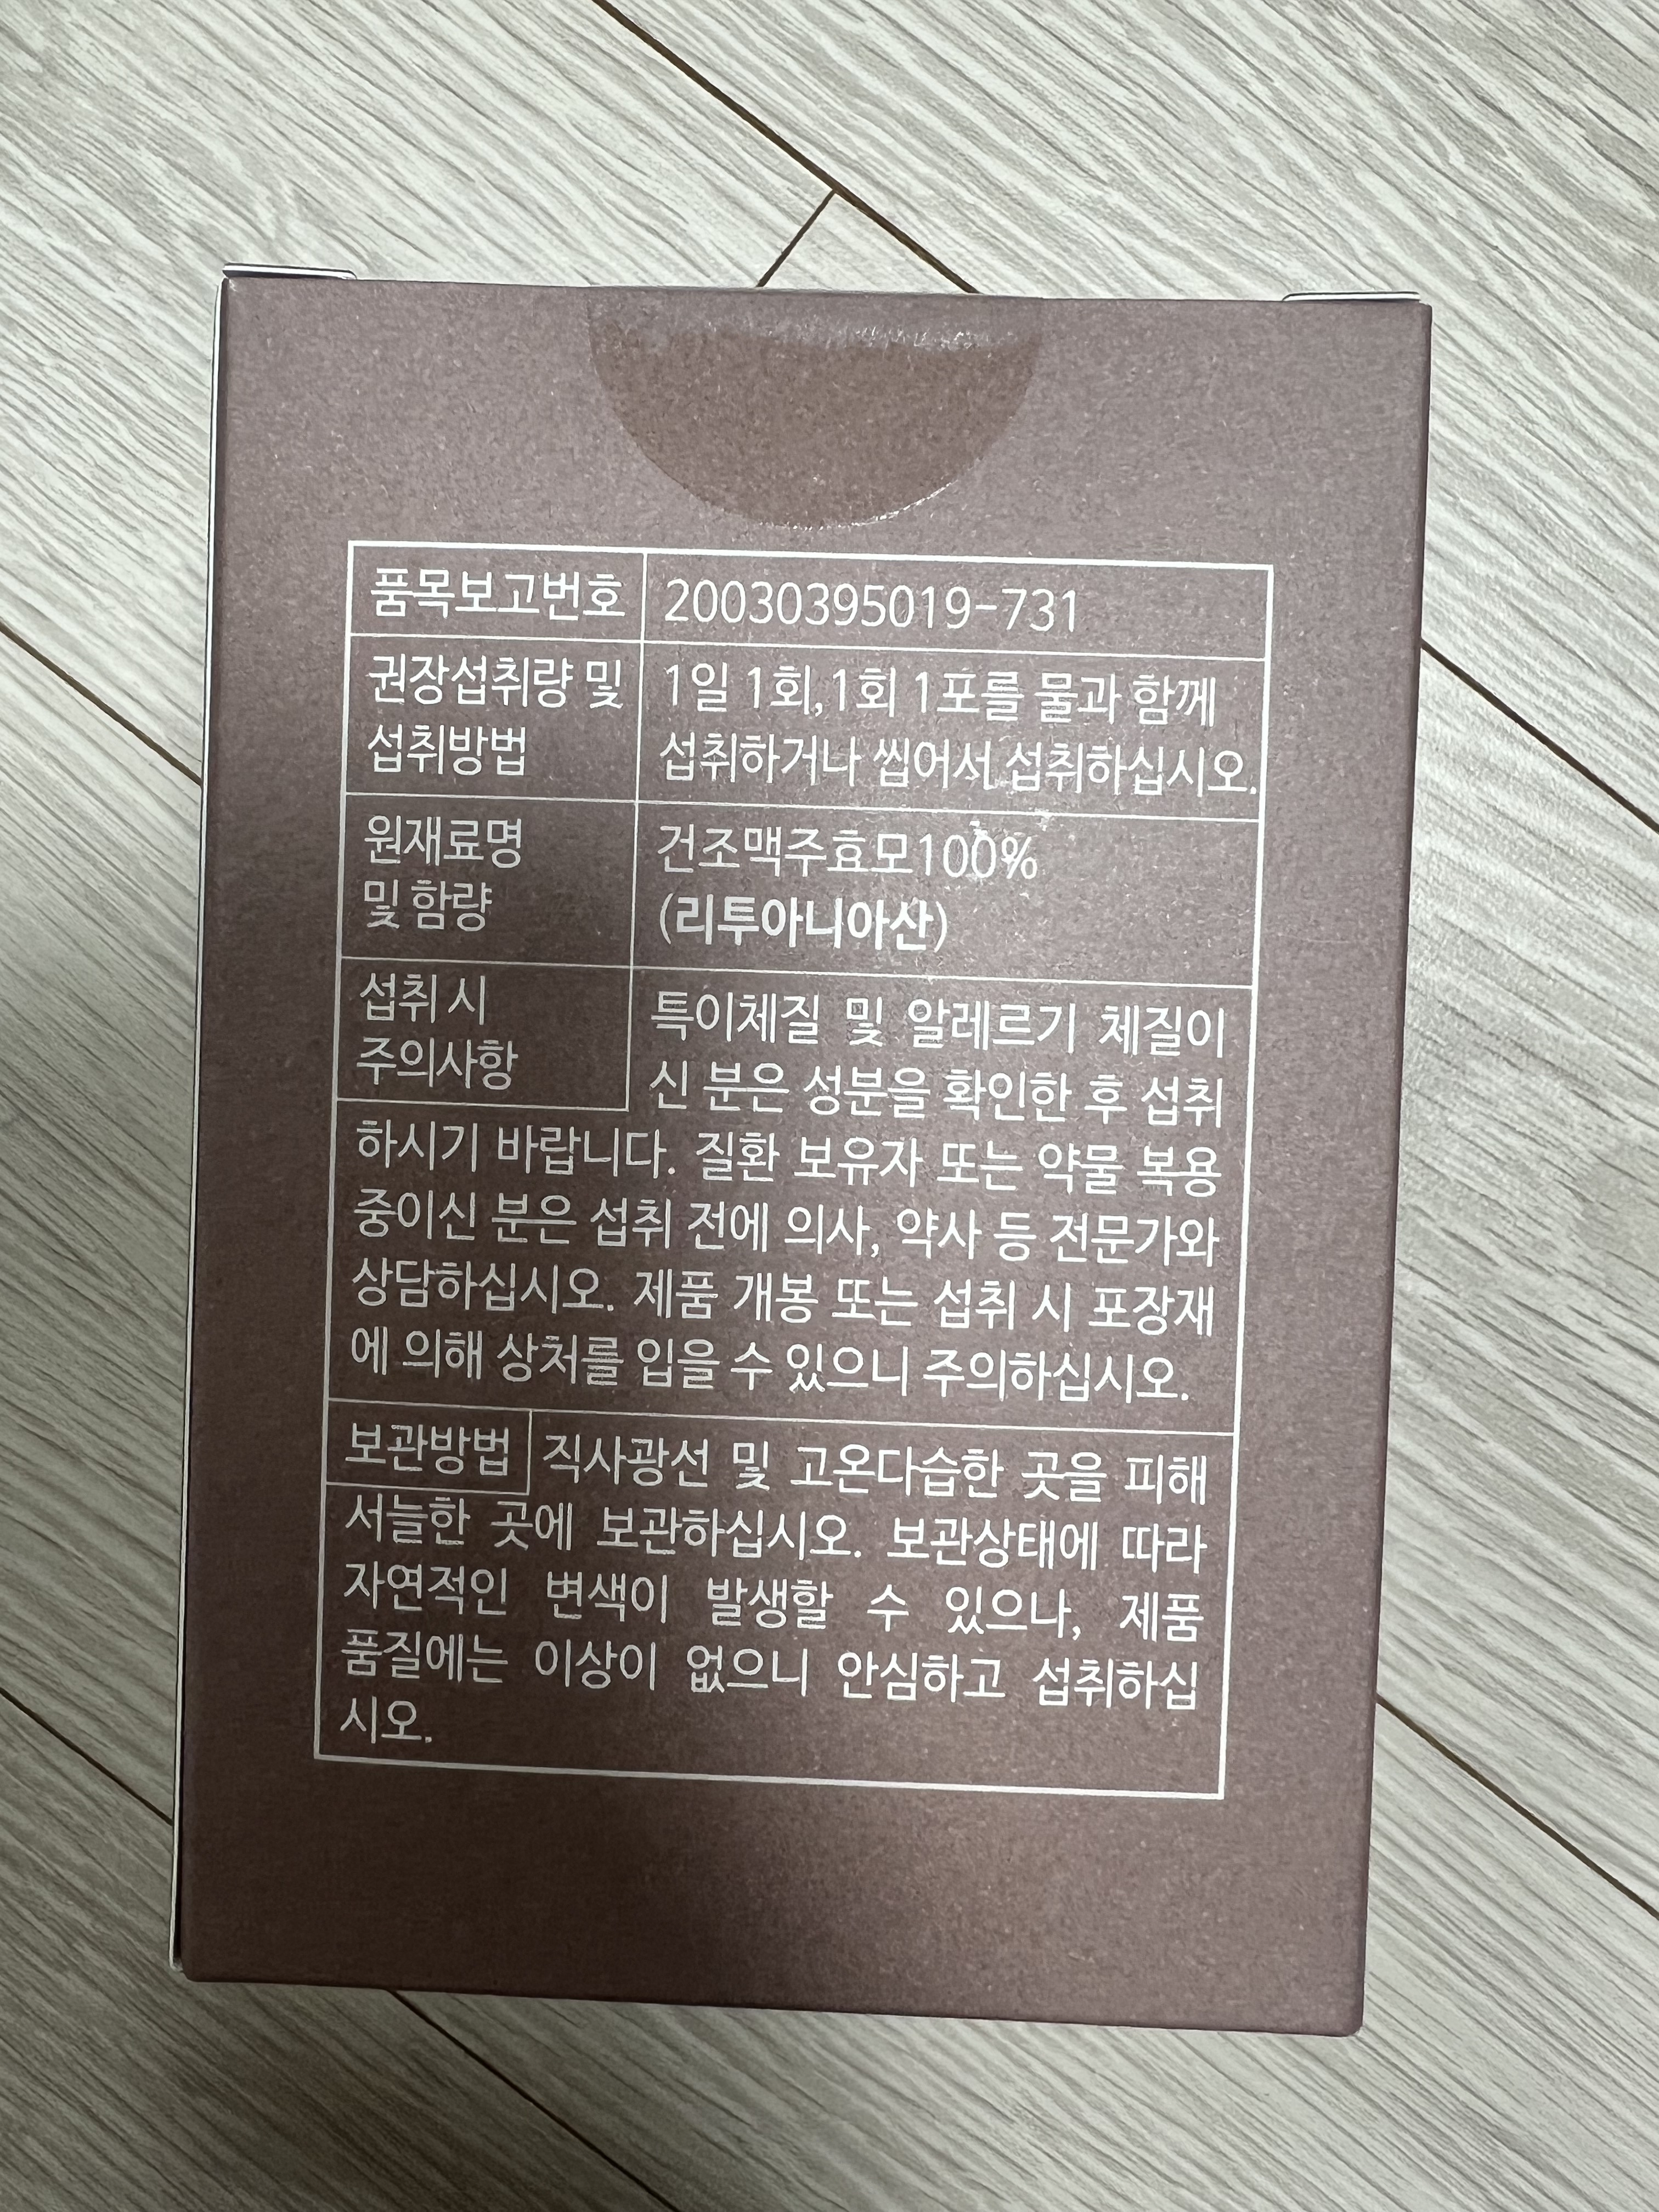 품목보고번호 20030395019-731
권장섭취량 및 1일 1회,1회 1포를 물과 함께
섭취방법 섭취하거나 씹어서 섭취하십시오.
원재료명 건조맥주효모100%
및 함량 (리투아니아산)
섭취 시 특이체질 및 알레르기 체질이
주의사항 신 분은 성분을 확인한 후 섭취
하시기 바랍니다. 질환 보유자 또는 약물 복용
중이신 분은 섭취 전에 의사, 약사 등 전문가와
상담하십시오. 제품 개봉 또는 섭취 시 포장재
에 의해 상처를 입을 수 있으니 주의하십시오.
보관방법 직사광선 및 고온다습한 곳을 피해
서늘한 곳에 보관하십시오. 보관상태에 따라
자연적인 변색이 발생할 수 있으나, 제품
품질에는 이상이 없으니 안심하고 섭취하십
시오.